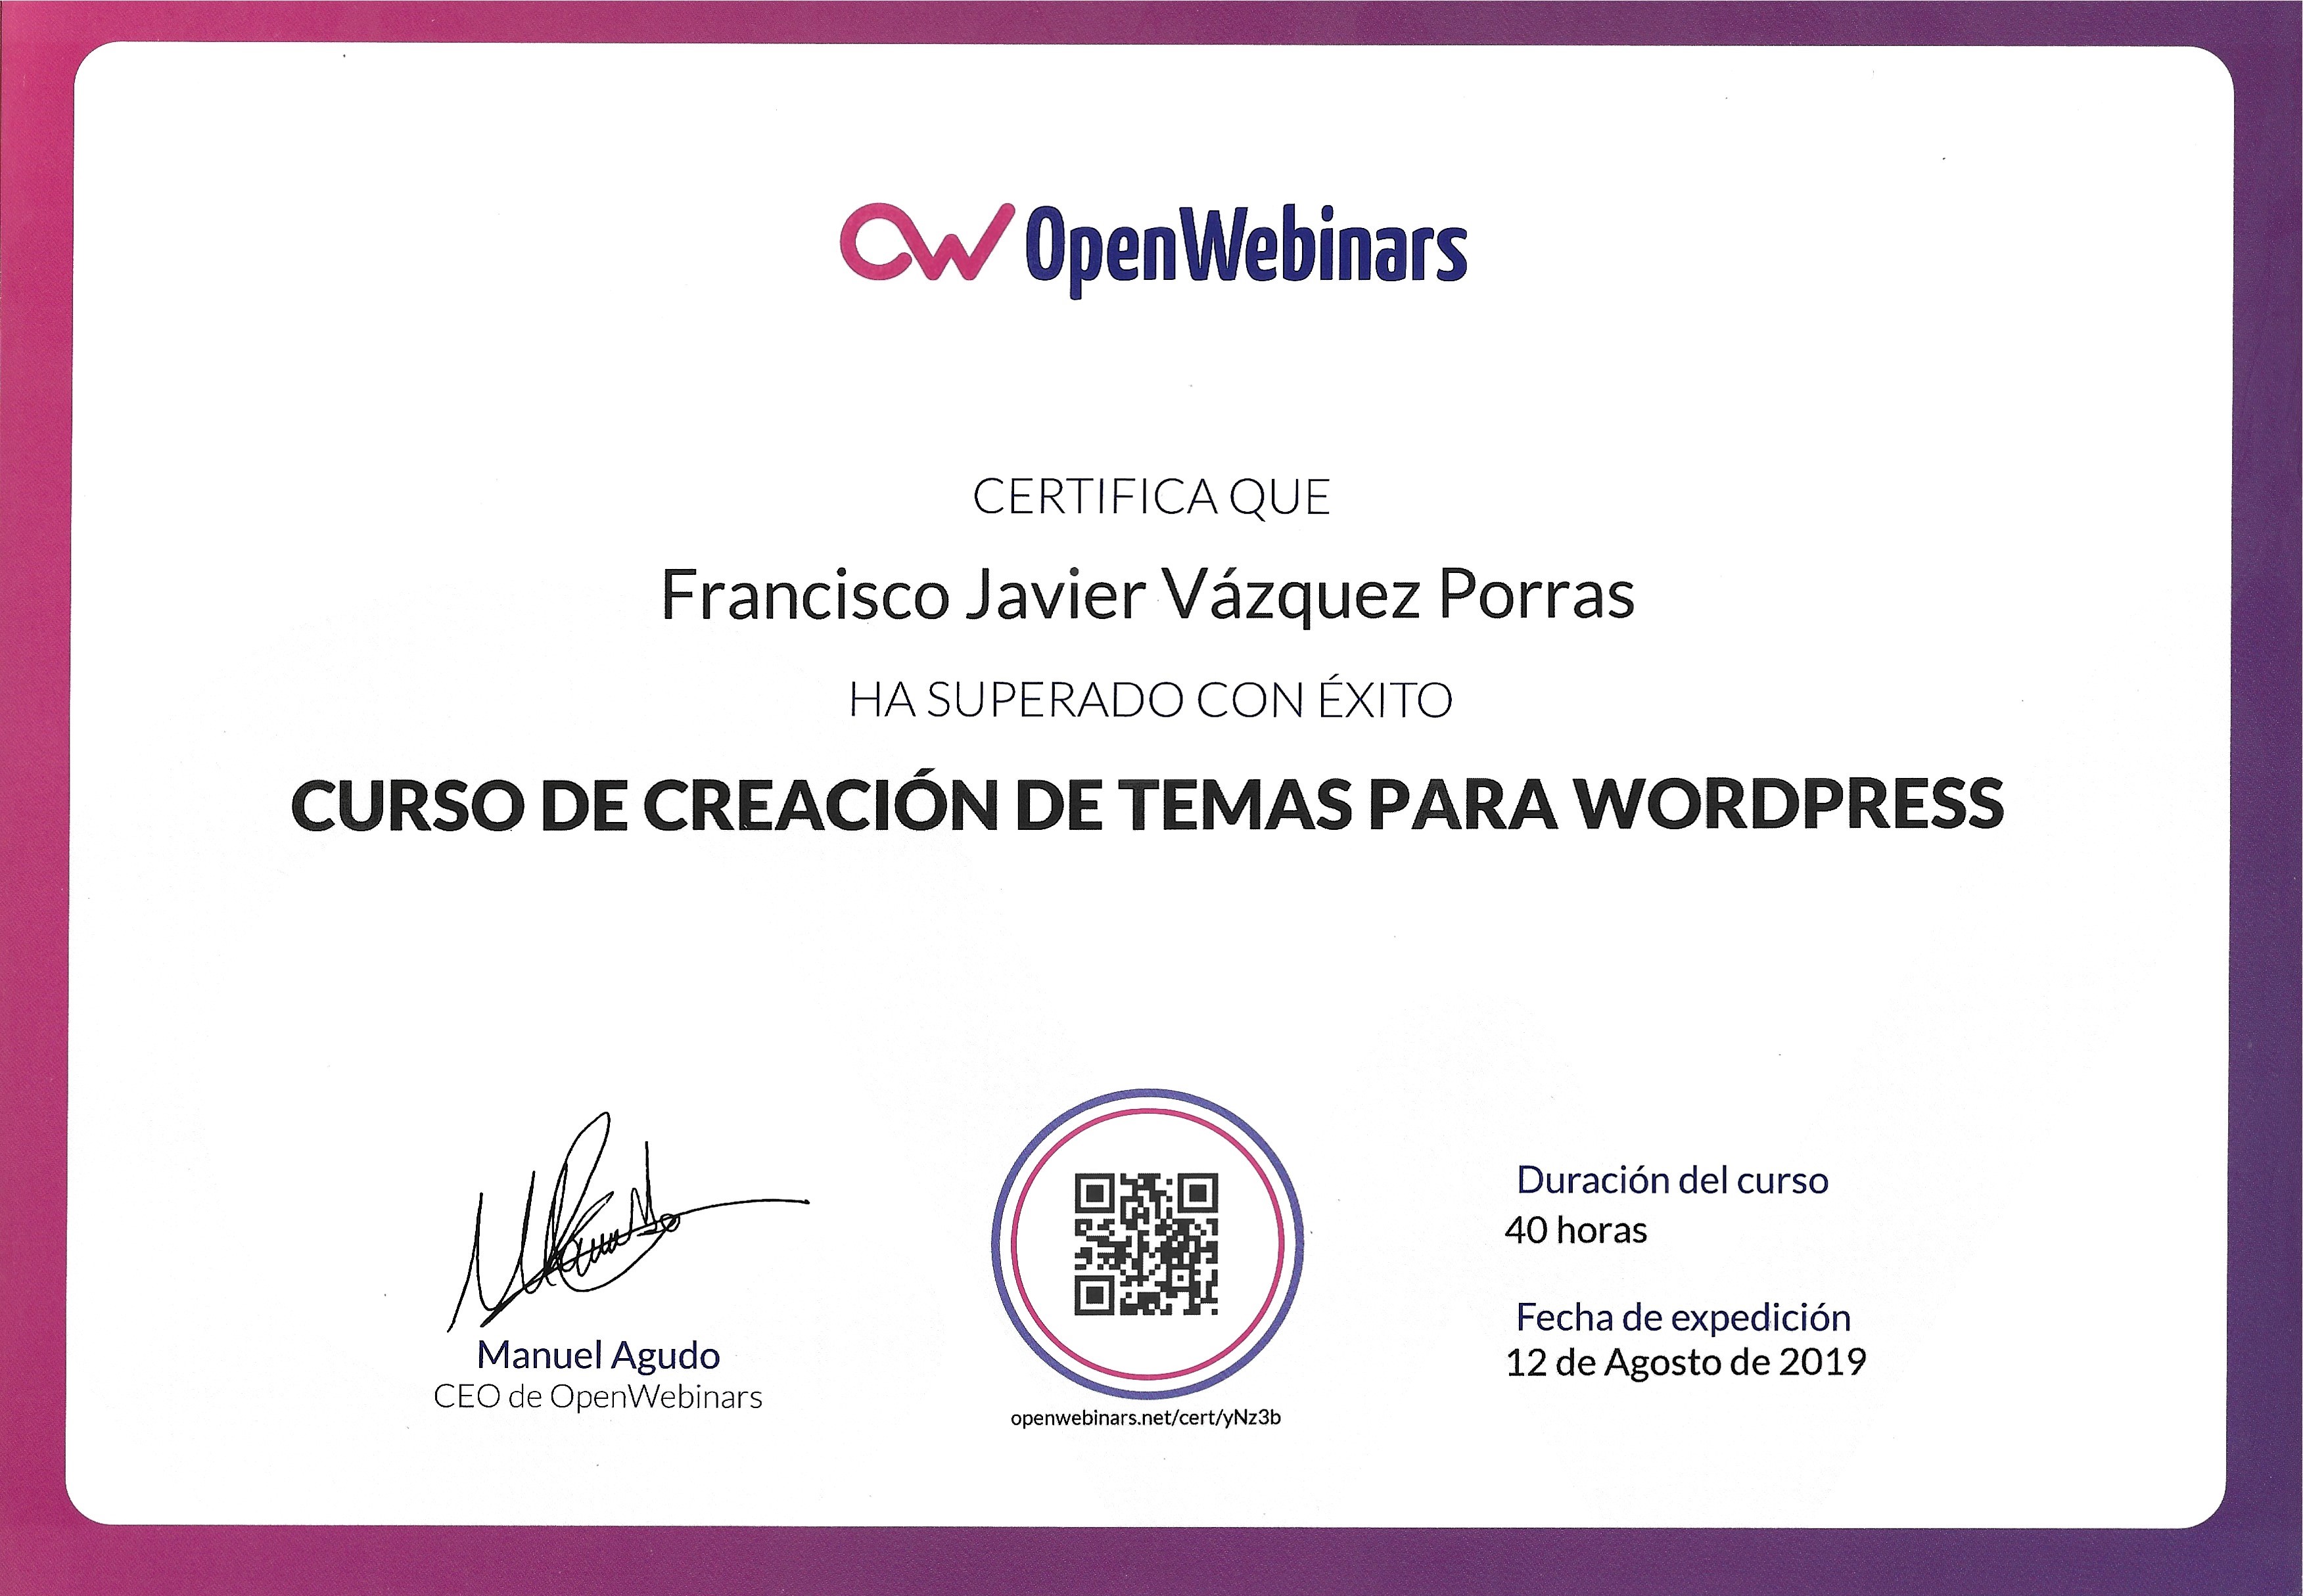 OpenWebinars
CERTIFICA QUE
Francisco Javier Vázquez Porras
HA SUPERADO CON ÉXITO
CURSO DE CREACIÓN DE TEMAS PARA WORDPRESS
Manuel Agudo
CEO de OpenWebinars
openwebinars.net/cert/yNz3b
Duración del curso
40 horas
Fecha de expedición
12 de Agosto de 2019